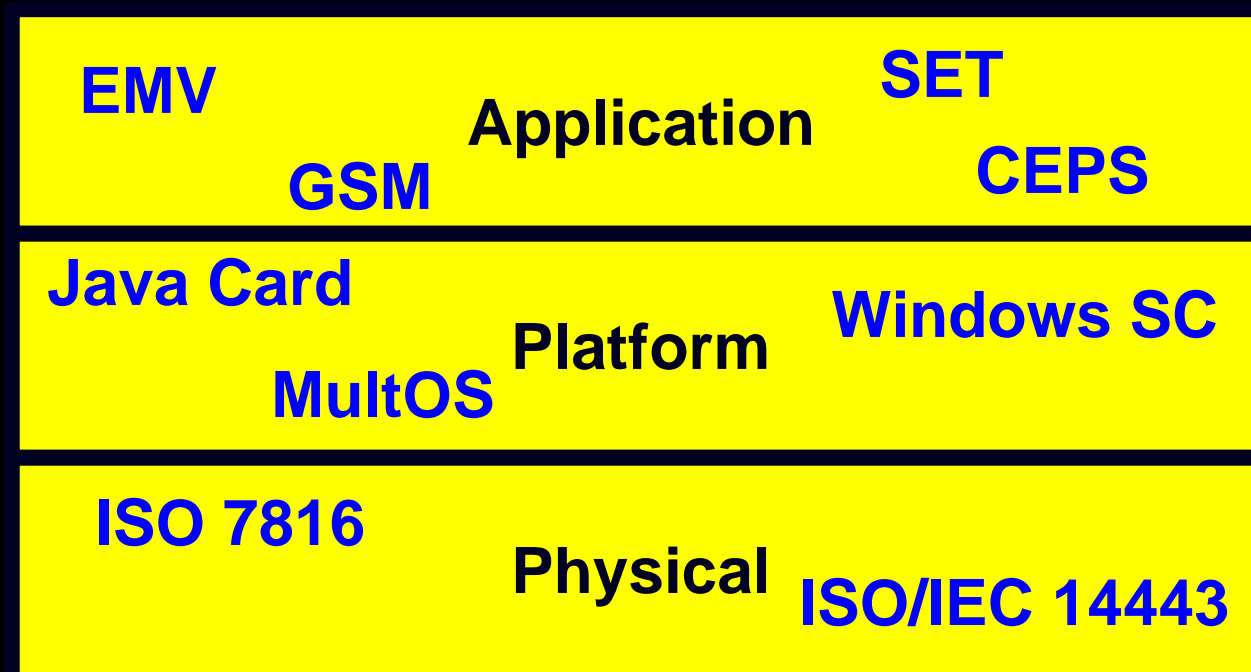 EMV
SET
Application
CEPS
GSM
Java Card
Windows SC
Platform
MultOS
ISO 7816
Physical
ISO/IEC 14443